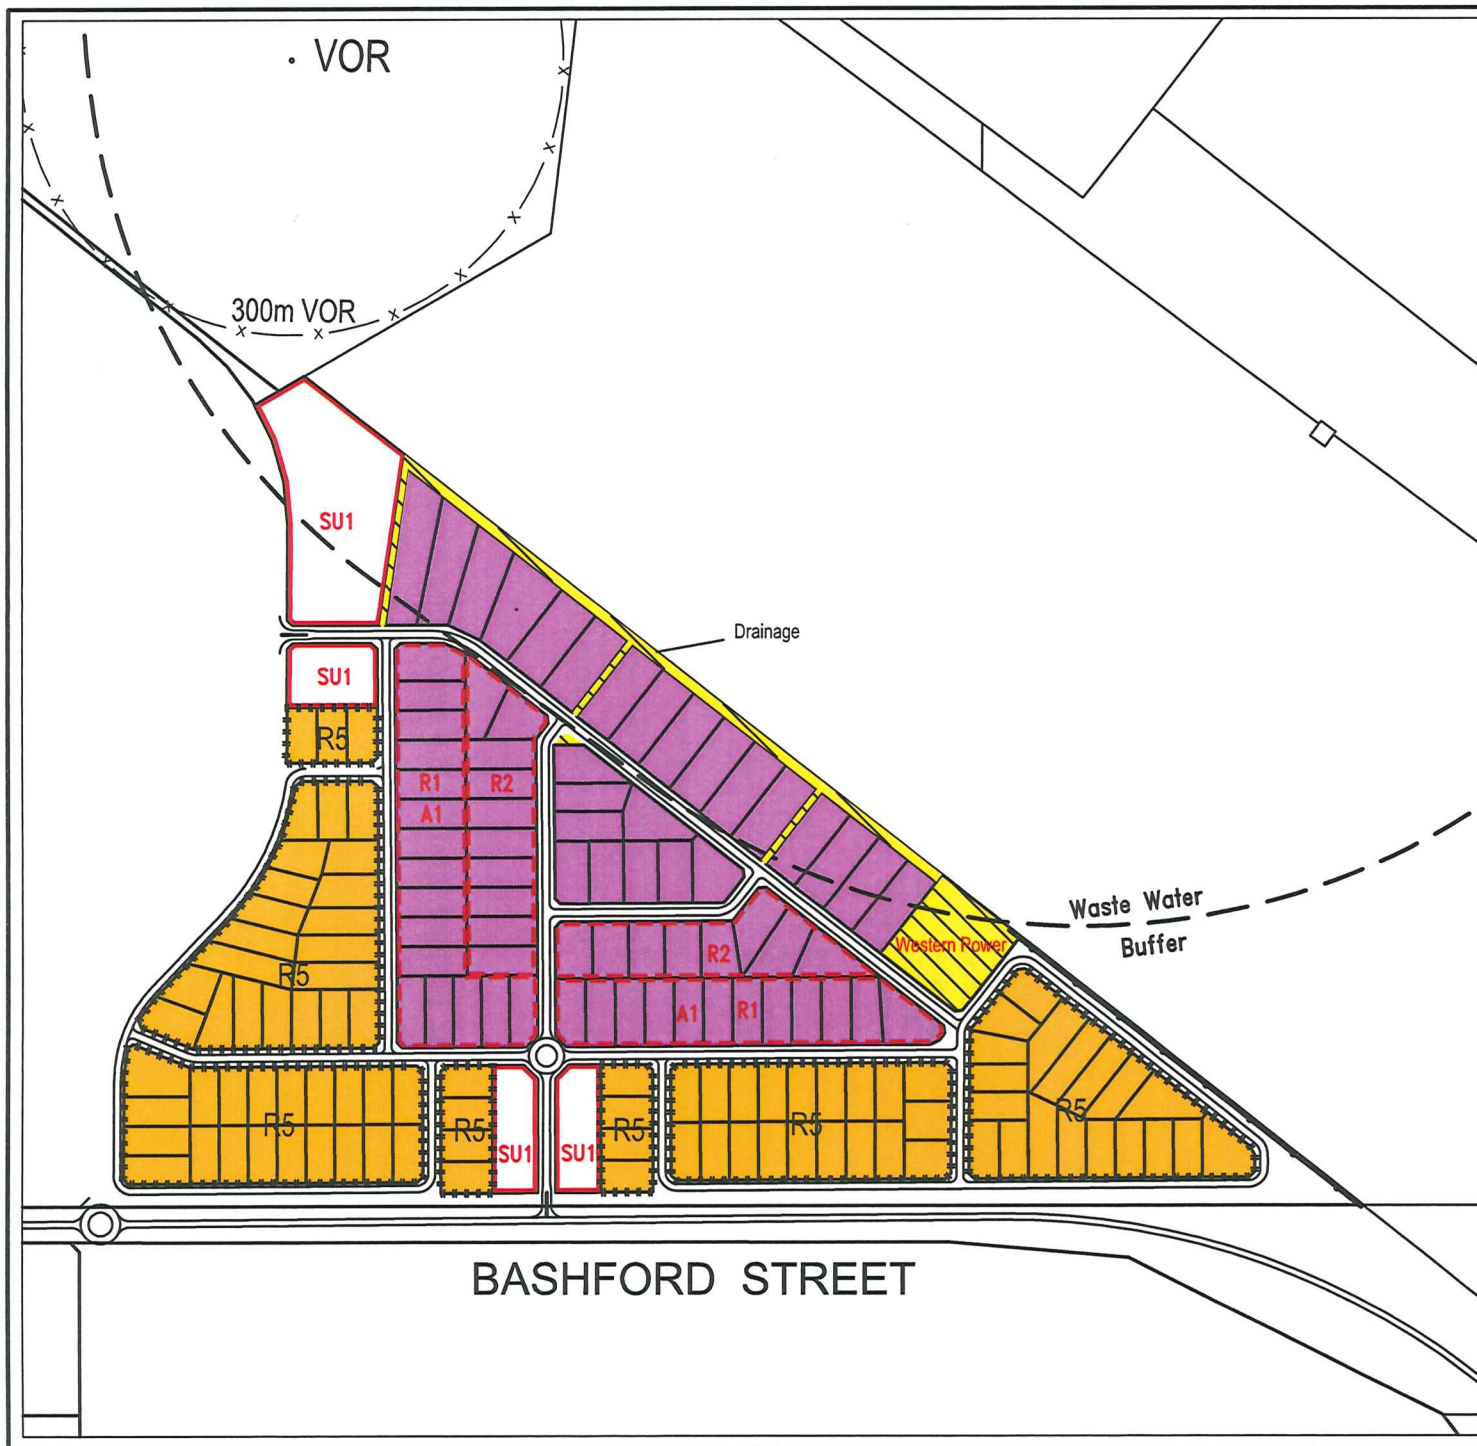 VOR
300m VOR
SU1
Drainage
SU1
R5
R1
R2
A1
Waste Water
Buffer
Western Power
R2
R5
A1
R1
R5
R5
R5
R5
R5
SU1
SU1
BASHFORD STREET